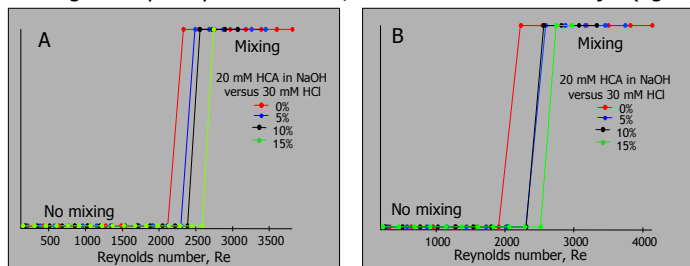 A
Mixing
20 mM HCA in NaOH
versus 30 mM HCl
0%
5%
10%
15%
No mixing
500 1000 1500 2000 2500 3000 3500
Reynolds number, Re
B
Mixing
20 mM HCA in NaOH
versus 30 mM HCl
0%
5%
10%
15%
No mixing
1000 2000 3000 4000
Reynolds number, Re